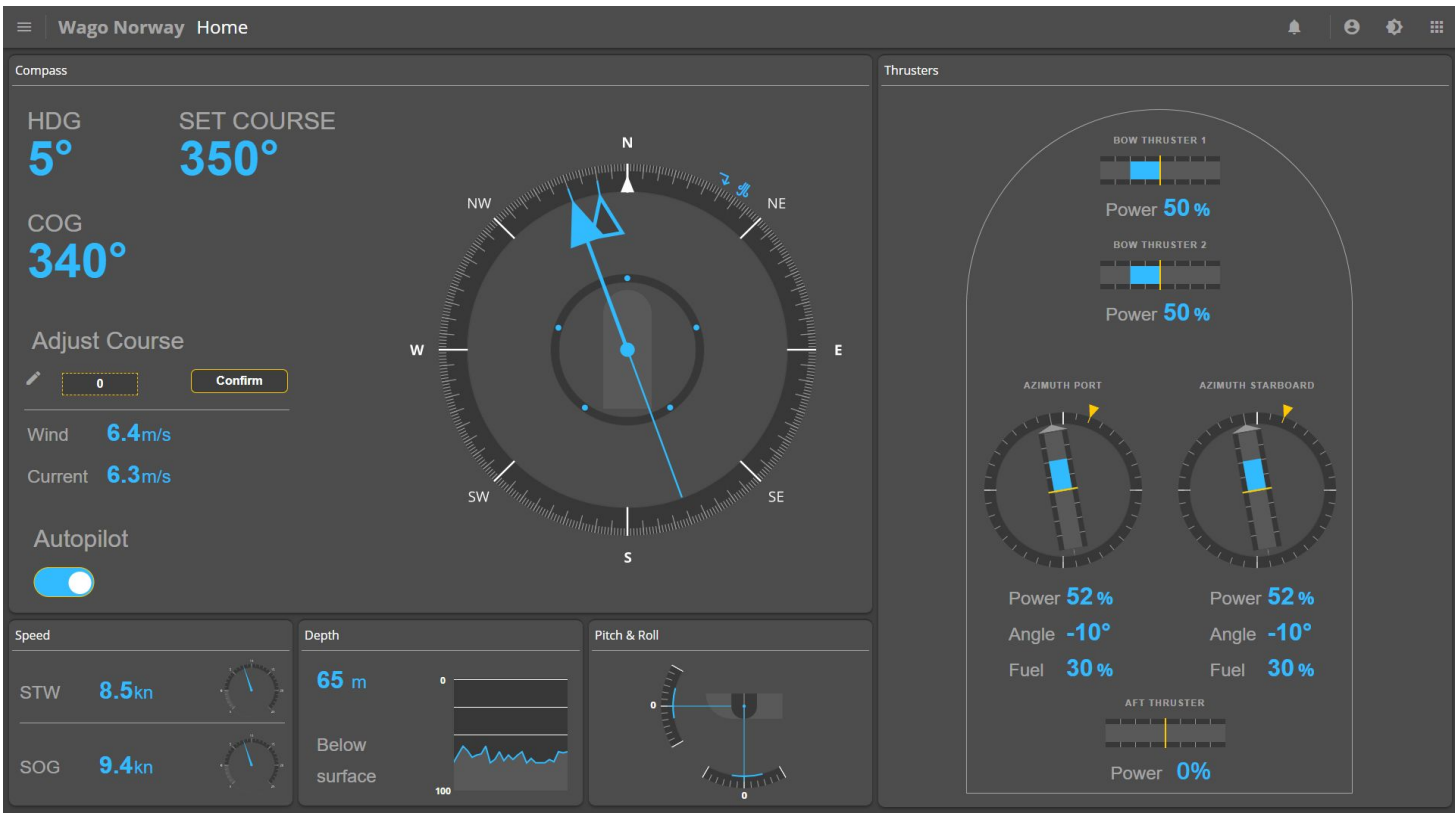 Wago Norway Home
Compass
HDG SET COURSE
5° 350°
COG
340°
Adjust Course
0 Confirm
Wind 6.4m/s
Current 6.3m/s
Autopilot
N
NE
E
SE
S
SW
W
NW
Thrusters
BOW THRUSTER 1
Power 50 %
BOW THRUSTER 2
Power 50 %
AZIMUTH PORT AZIMUTH STARBOARD
Power 52 % Power 52 %
Angle -10° Angle -10°
Fuel 30 % Fuel 30 %
AFT THRUSTER
Power 0%
Speed
STW 8.5kn
SOG 9.4kn
Depth
65 m
Below
surface
0
100
Pitch & Roll
0
0